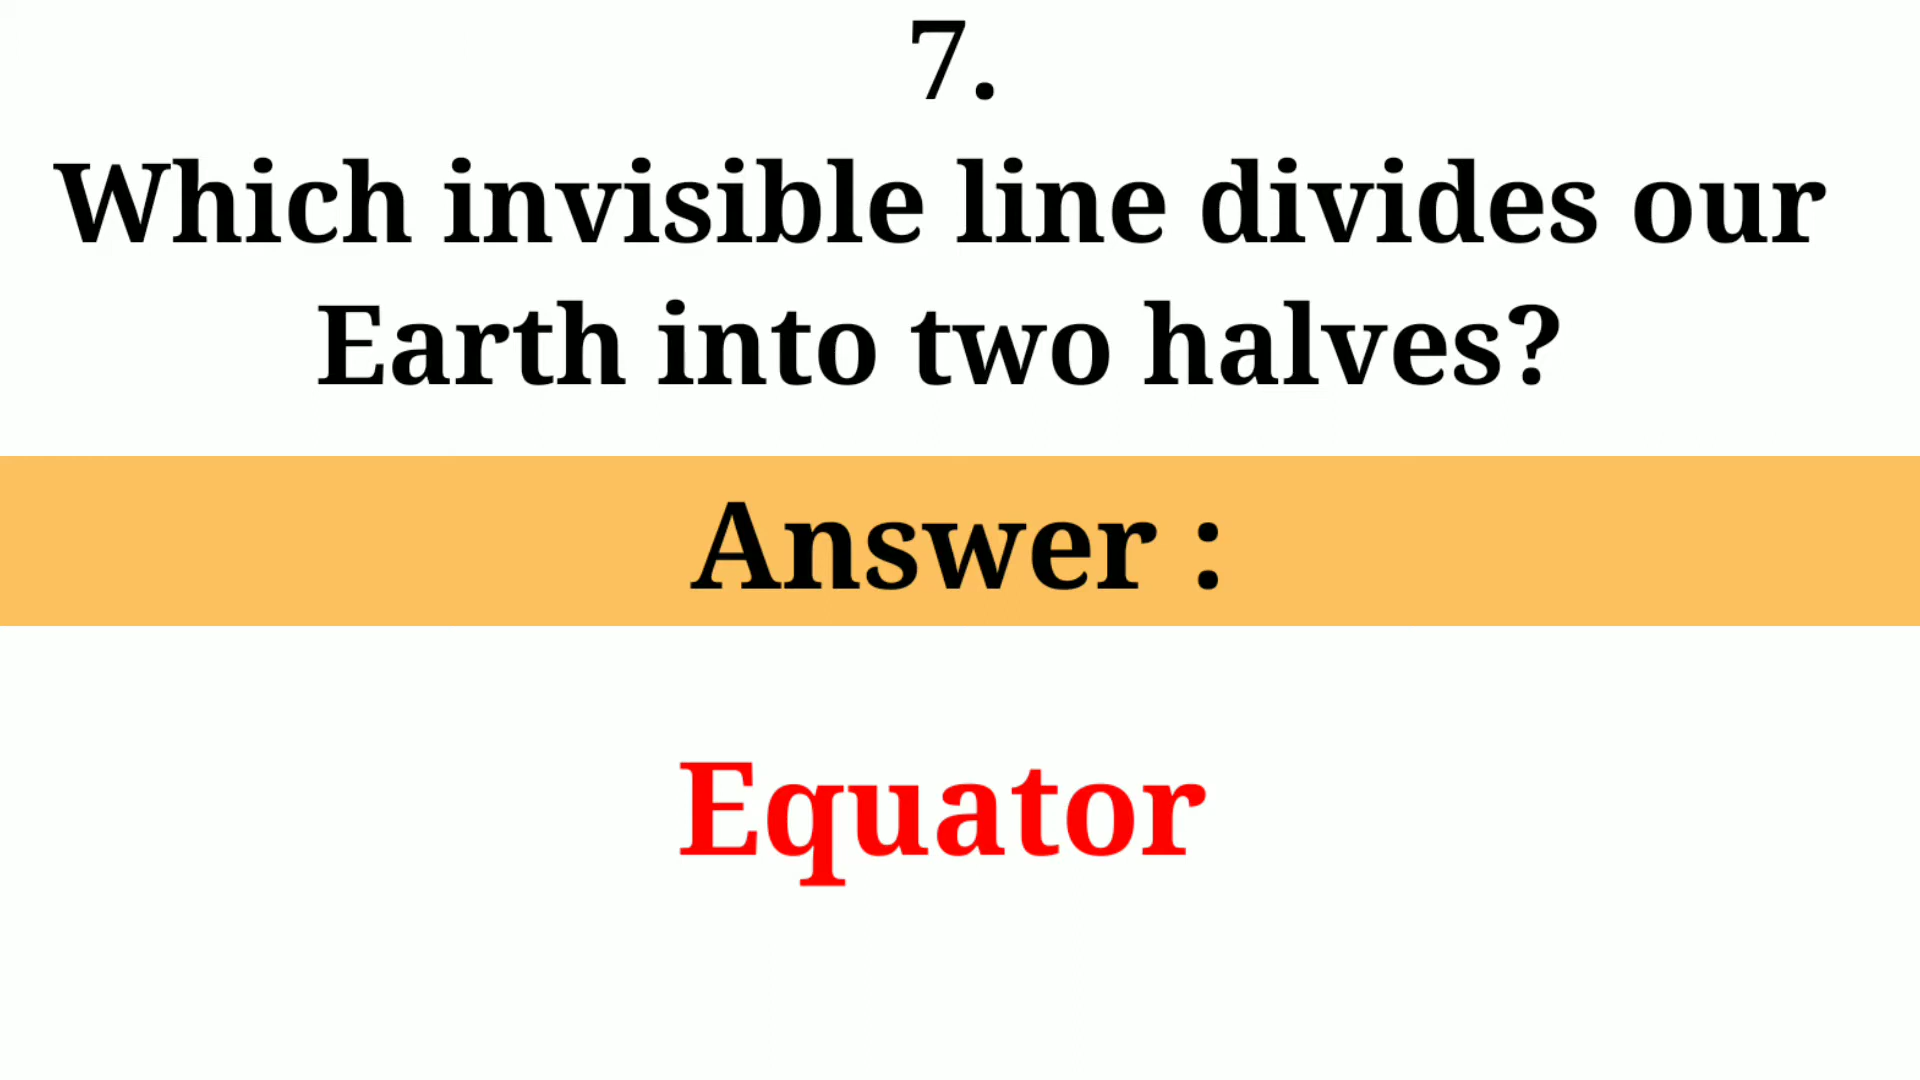 7.
Which invisible line divides our
Earth into two halves?
Answer :
Equator